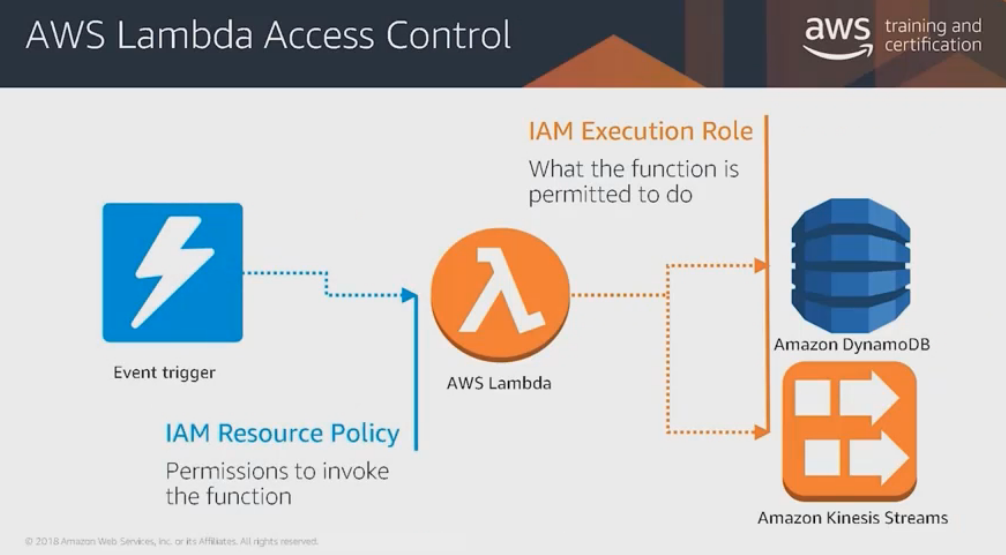 AWS Lambda Access Control
aws training and
certification
IAM Execution Role
What the function is
permitted to do
Event trigger
AWS Lambda
Amazon DynamoDB
IAM Resource Policy
Permissions to invoke
the function
Amazon Kinesis Streams
© 2018 Amazon Web Services, Inc. or its Affiliates. All rights reserved.